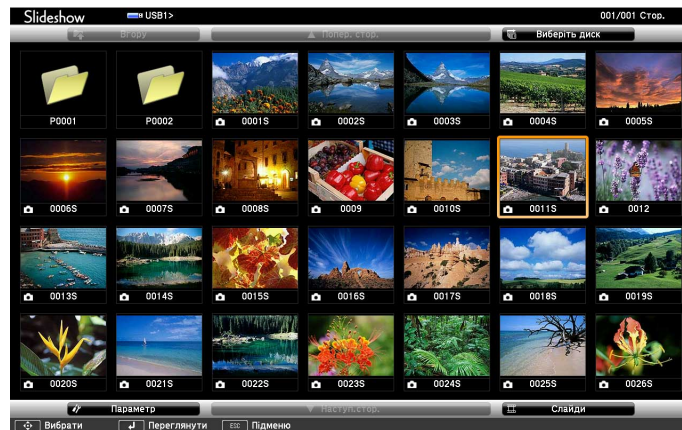 Slideshow USB1> 001/001 Стор.
Вгору Попер. стор. Виберіть диск
P0001 P0002 0001S 0002S 0003S 0004S 0005S
0006S 0007S 0008S 0009 0010S 0011S 0012
0013S 0014S 0015S 0016S 0017S 0018S 0019S
0020S 0021S 0022S 0023S 0024S 0025S 0026S
Параметр Наступ.стор. Слайди
Вибрати Переглянути ESC Підменю